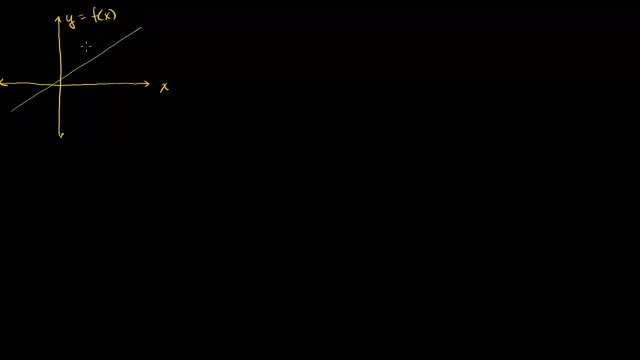 y = f(x)
x